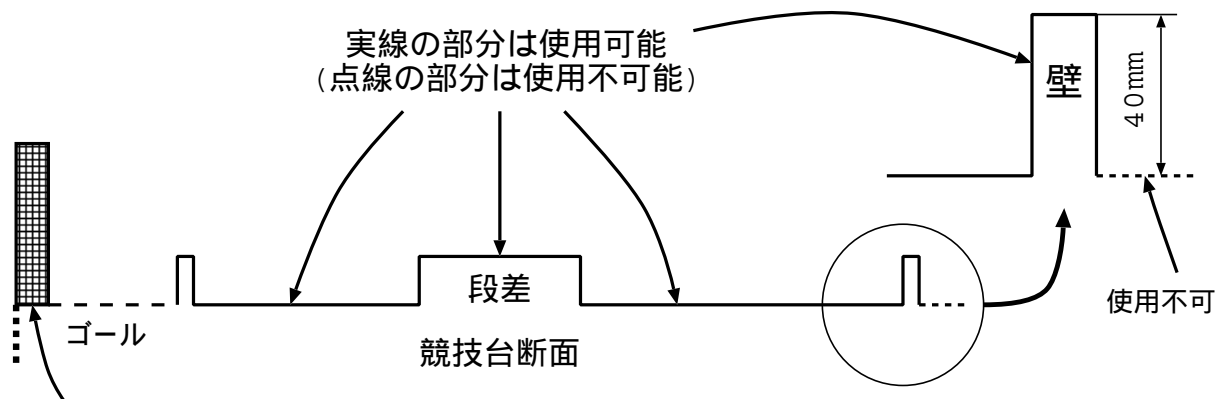 実線の部分は使用可能
(点線の部分は使用不可能)
壁
40mm
段差
ゴール
使用不可
競技台断面